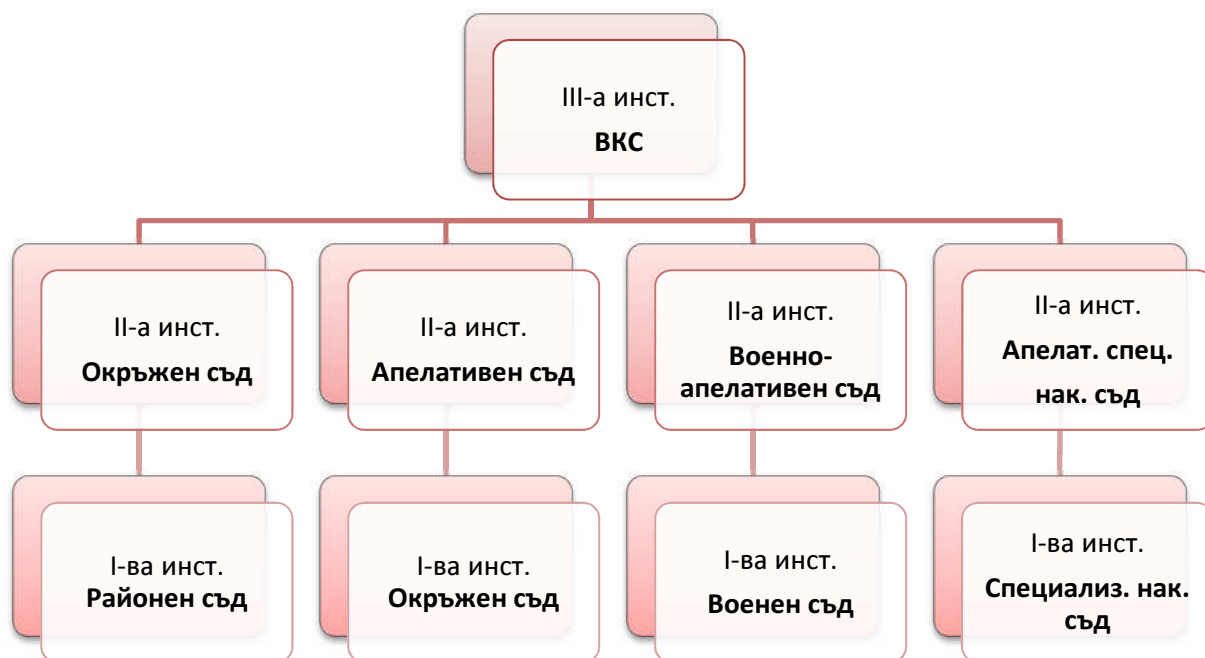 III-а инст.
ВКС
II-а инст.
Окръжен съд
II-а инст.
Апелативен съд
II-а инст.
Военно-
апелативен съд
II-а инст.
Апелат. спец.
нак. съд
I-ва инст.
Районен съд
I-ва инст.
Окръжен съд
I-ва инст.
Военен съд
I-ва инст.
Специализ. нак.
съд